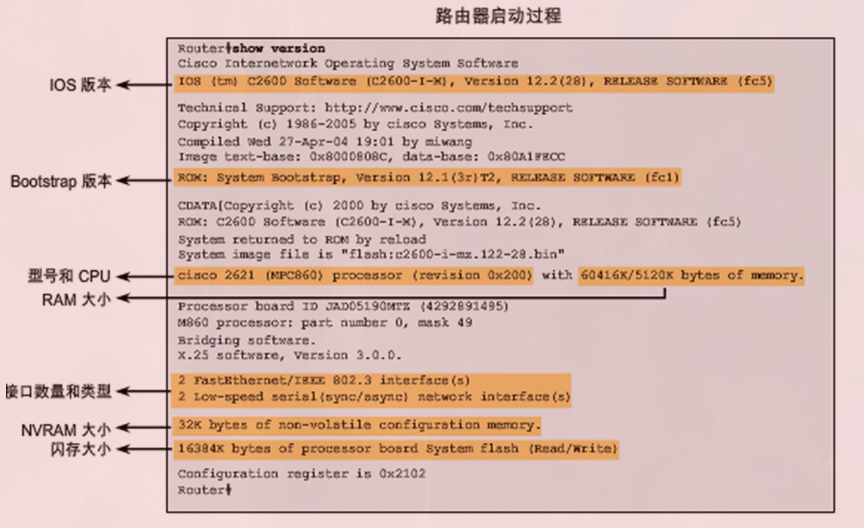 路由器启动过程
Router#show version
Cisco Internetwork Operating System Software
IOS 版本
IOS (tm) C2600 Software (C2600-I-M), Version 12.2(28), RELEASE SOFTWARE (fc5)
Technical Support: http://www.cisco.com/techsupport
Copyright (c) 1986-2005 by cisco Systems, Inc.
Compiled Wed 27-Apr-04 19:01 by miwang
Image text-base: 0x8000808C, data-base: 0x80A1FECC
Bootstrap 版本
ROM: System Bootstrap, Version 12.1(3r)T2, RELEASE SOFTWARE (fc1)
CDATA[Copyright (c) 2000 by cisco Systems, Inc.
ROM: C2600 Software (C2600-I-M), Version 12.2(28), RELEASE SOFTWARE (fc5)
System returned to ROM by reload
System image file is "flash:c2600-i-mz.122-28.bin"
型号和 CPU
cisco 2621 (MPC860) processor (revision 0x200) with 60416K/5120K bytes of memory.
RAM 大小
Processor board ID JAD05190MTZ (4292891495)
M860 processor: part number 0, mask 49
Bridging software.
X.25 software, Version 3.0.0.
接口数量和类型
2 FastEthernet/IEEE 802.3 interface(s)
2 Low-speed serial(sync/async) network interface(s)
NVRAM 大小
32K bytes of non-volatile configuration memory.
闪存大小
16384K bytes of processor board System flash (Read/Write)
Configuration register is 0x2102
Router#